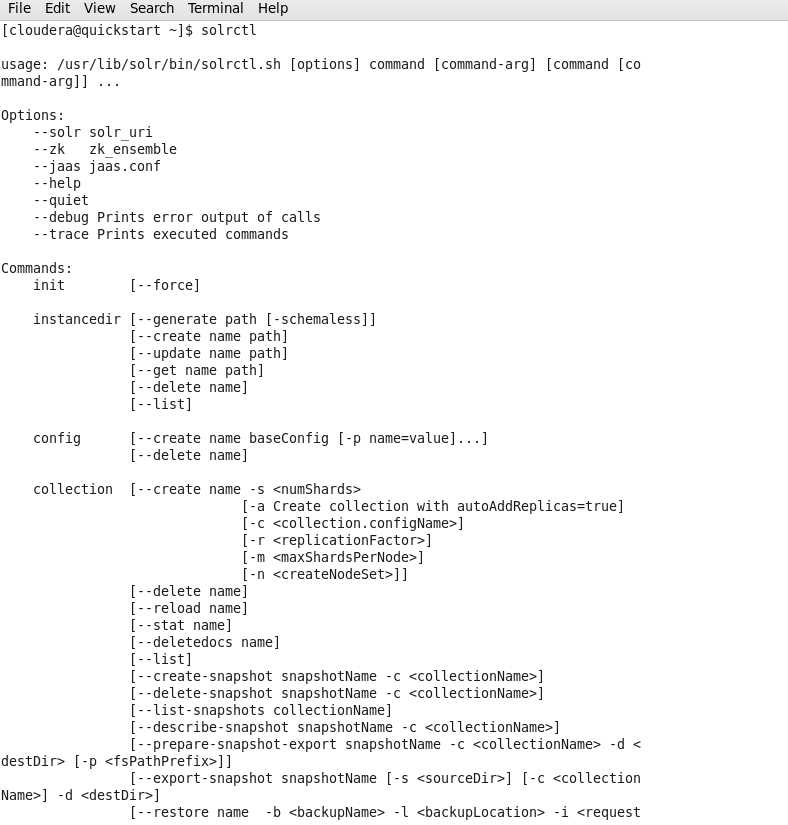 File Edit View Search Terminal Help
[cloudera@quickstart ~]$ solrctl
usage: /usr/lib/solr/bin/solrctl.sh [options] command [command-arg] [command [co
mmand-arg]] ...
Options:
    --solr solr_uri
    --zk   zk_ensemble
    --jaas jaas.conf
    --help
    --quiet
    --debug Prints error output of calls
    --trace Prints executed commands
Commands:
    init        [--force]
    instancedir [--generate path [-schemaless]]
                [--create name path]
                [--update name path]
                [--get name path]
                [--delete name]
                [--list]
    config      [--create name baseConfig [-p name=value]...]
                [--delete name]
    collection  [--create name -s <numShards>
                              [-a Create collection with autoAddReplicas=true]
                              [-c <collection.configName>]
                              [-r <replicationFactor>]
                              [-m <maxShardsPerNode>]
                              [-n <createNodeSet>]]
                [--delete name]
                [--reload name]
                [--stat name]
                [--deletedocs name]
                [--list]
                [--create-snapshot snapshotName -c <collectionName>]
                [--delete-snapshot snapshotName -c <collectionName>]
                [--list-snapshots collectionName]
                [--describe-snapshot snapshotName -c <collectionName>]
                [--prepare-snapshot-export snapshotName -c <collectionName> -d <
destDir> [-p <fsPathPrefix>]]
                [--export-snapshot snapshotName [-s <sourceDir>] [-c <collection
Name>] -d <destDir>]
                [--restore name  -b <backupName> -l <backupLocation> -i <request